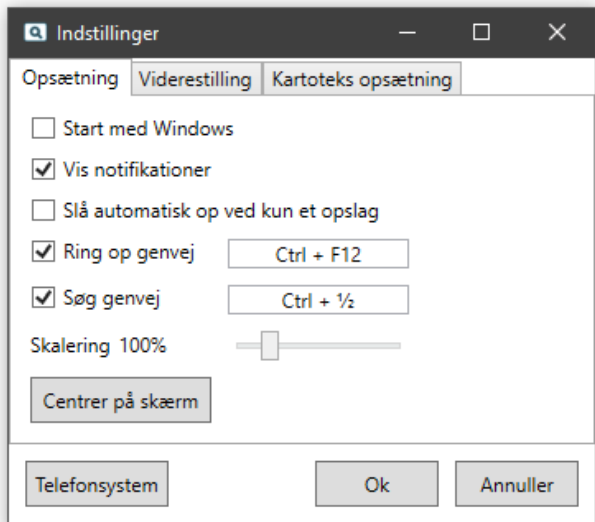 Indstillinger
Opsætning Viderestilling Kartoteks opsætning
Start med Windows
Vis notifikationer
Slå automatisk op ved kun et opslag
Ring op genvej Ctrl + F12
Søg genvej Ctrl + ½
Skalering 100%
Centrer på skærm
Telefonsystem Ok Annuller